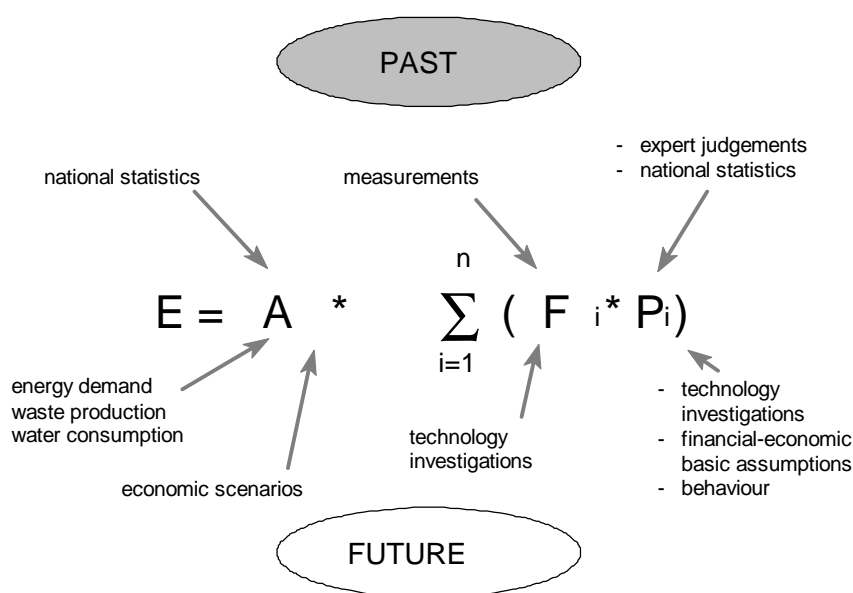 PAST
- expert judgements
- national statistics
national statistics
measurements
n
E = A * ∑ ( F i * Pi)
i=1
energy demand
waste production
water consumption
technology
investigations
economic scenarios
- technology
investigations
- financial-economic
basic assumptions
- behaviour
FUTURE